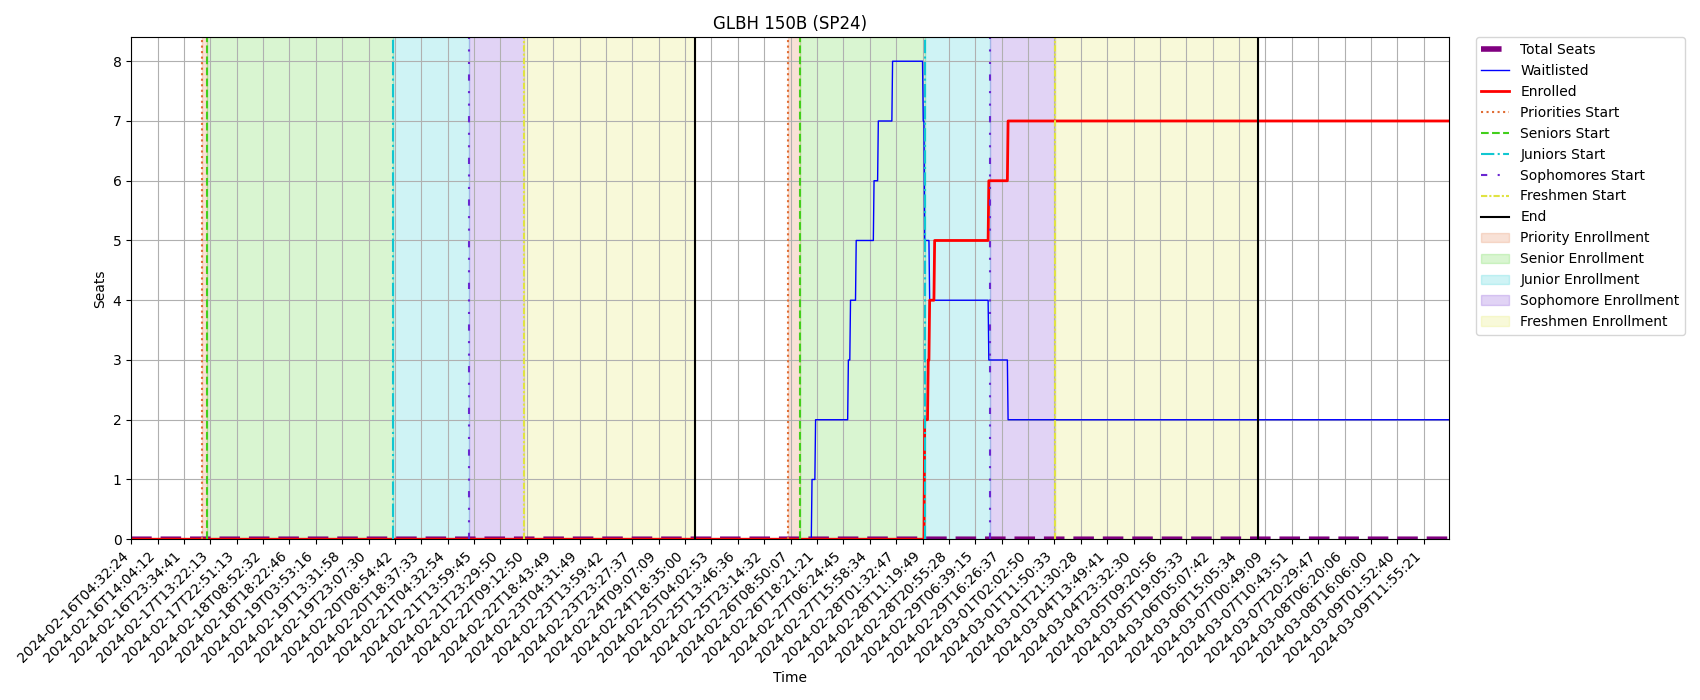 GLBH 150B (SP24)
Total Seats
Waitlisted
Enrolled
Priorities Start
Seniors Start
Juniors Start
Sophomores Start
Freshmen Start
End
Priority Enrollment
Senior Enrollment
Junior Enrollment
Sophomore Enrollment
Freshmen Enrollment
Seats
8
7
6
5
4
3
2
1
0
2024-02-16T04:32:24
2024-02-16T14:04:12
2024-02-16T23:34:41
2024-02-17T13:22:13
2024-02-17T22:51:13
2024-02-18T08:52:32
2024-02-18T18:22:46
2024-02-19T03:53:16
2024-02-19T13:31:58
2024-02-19T23:07:30
2024-02-20T08:54:42
2024-02-20T18:37:33
2024-02-21T04:32:54
2024-02-21T13:59:45
2024-02-21T23:29:50
2024-02-22T09:12:50
2024-02-22T18:43:49
2024-02-23T04:31:49
2024-02-23T13:59:42
2024-02-23T23:27:37
2024-02-24T09:07:09
2024-02-24T18:35:00
2024-02-25T04:02:53
2024-02-25T13:46:36
2024-02-25T23:14:32
2024-02-26T08:50:07
2024-02-26T18:21:21
2024-02-27T06:24:45
2024-02-27T15:58:34
2024-02-28T01:32:47
2024-02-28T11:19:49
2024-02-28T20:55:28
2024-02-29T06:39:15
2024-02-29T16:26:37
2024-03-01T02:02:50
2024-03-01T11:50:33
2024-03-01T21:30:28
2024-03-04T13:49:41
2024-03-04T23:32:30
2024-03-05T09:20:56
2024-03-05T19:05:33
2024-03-06T05:07:42
2024-03-06T15:05:34
2024-03-07T00:49:09
2024-03-07T10:43:51
2024-03-07T20:29:47
2024-03-08T06:20:06
2024-03-08T16:06:00
2024-03-09T01:52:40
2024-03-09T11:55:21
Time